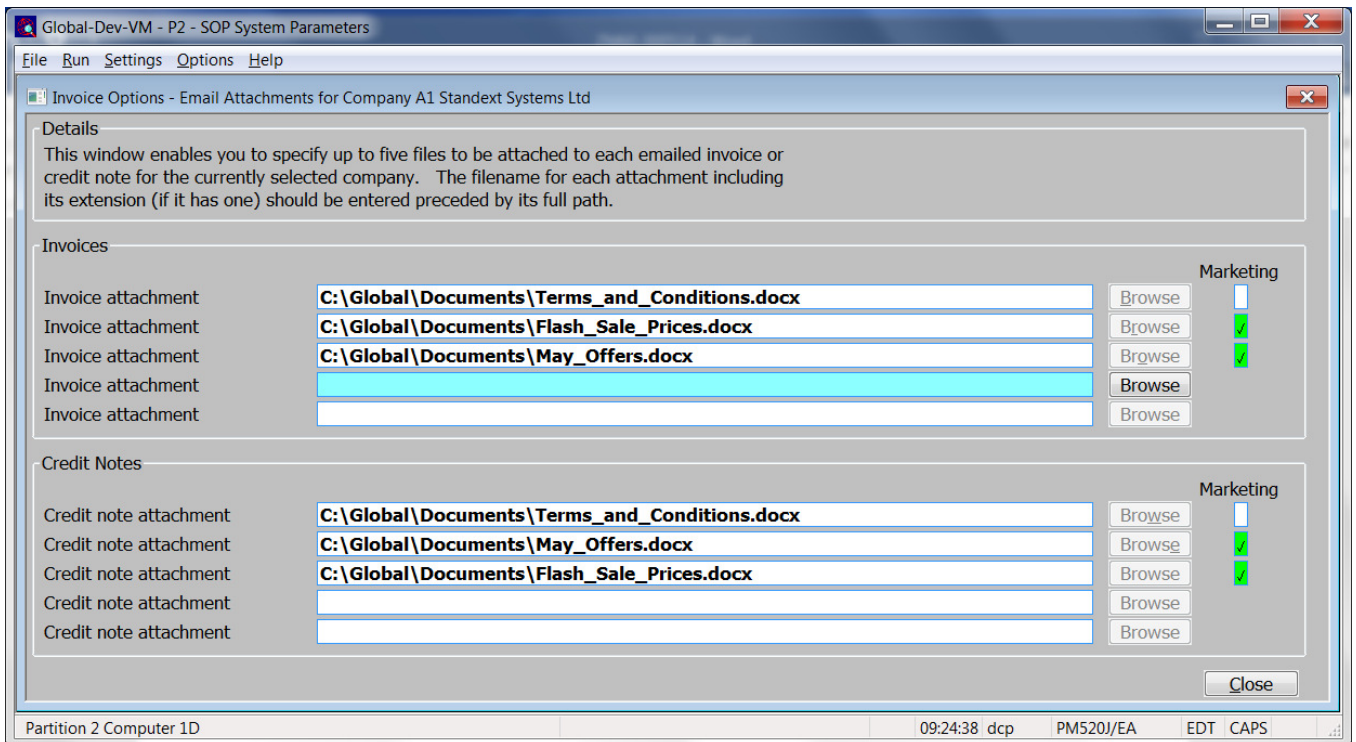 Global-Dev-VM - P2 - SOP System Parameters
File Run Settings Options Help
Invoice Options - Email Attachments for Company A1 Standext Systems Ltd
Details
This window enables you to specify up to five files to be attached to each emailed invoice or
credit note for the currently selected company. The filename for each attachment including
its extension (if it has one) should be entered preceded by its full path.
Invoices
Marketing
Invoice attachment C:\Global\Documents\Terms_and_Conditions.docx Browse
Invoice attachment C:\Global\Documents\Flash_Sale_Prices.docx Browse ✓
Invoice attachment C:\Global\Documents\May_Offers.docx Browse ✓
Invoice attachment Browse
Invoice attachment Browse
Credit Notes
Marketing
Credit note attachment C:\Global\Documents\Terms_and_Conditions.docx Browse
Credit note attachment C:\Global\Documents\May_Offers.docx Browse ✓
Credit note attachment C:\Global\Documents\Flash_Sale_Prices.docx Browse ✓
Credit note attachment Browse
Credit note attachment Browse
Close
Partition 2 Computer 1D 09:24:38 dcp PM520J/EA EDT CAPS